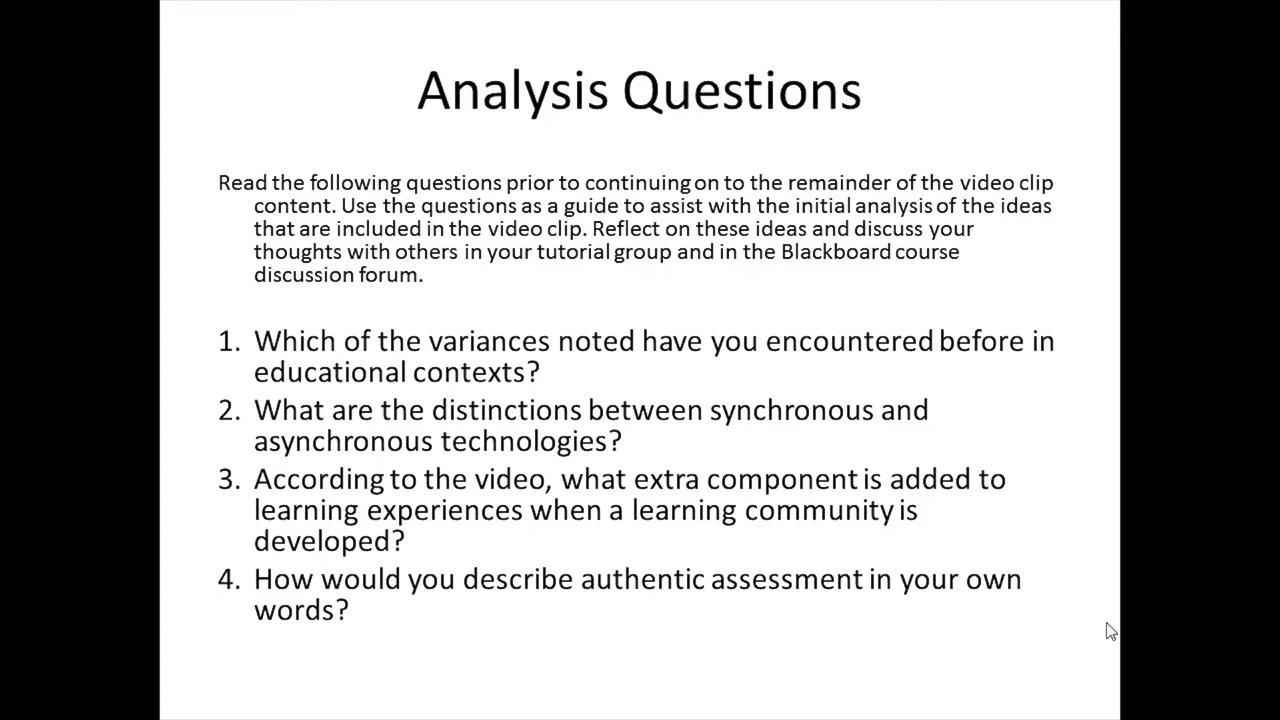 Analysis Questions
Read the following questions prior to continuing on to the remainder of the video clip
content. Use the questions as a guide to assist with the initial analysis of the ideas
that are included in the video clip. Reflect on these ideas and discuss your
thoughts with others in your tutorial group and in the Blackboard course
discussion forum.
1. Which of the variances noted have you encountered before in
educational contexts?
2. What are the distinctions between synchronous and
asynchronous technologies?
3. According to the video, what extra component is added to
learning experiences when a learning community is
developed?
4. How would you describe authentic assessment in your own
words?